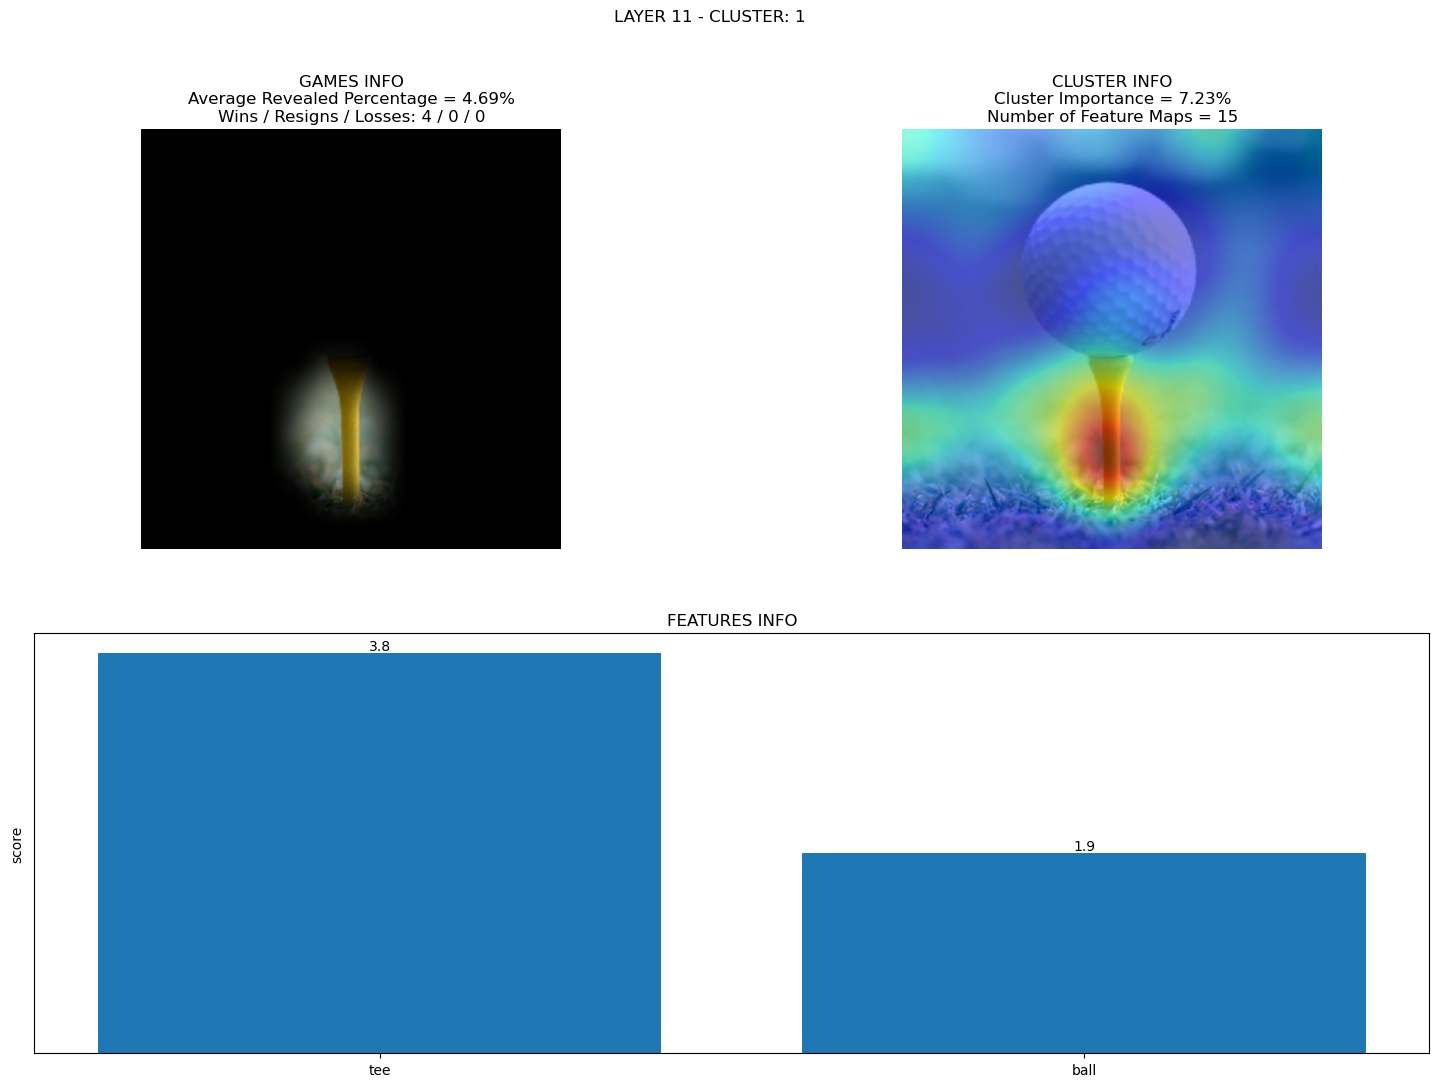 LAYER 11 - CLUSTER: 1
GAMES INFO
Average Revealed Percentage = 4.69%
Wins / Resigns / Losses: 4 / 0 / 0
CLUSTER INFO
Cluster Importance = 7.23%
Number of Feature Maps = 15
FEATURES INFO
score
3.8
1.9
tee
ball